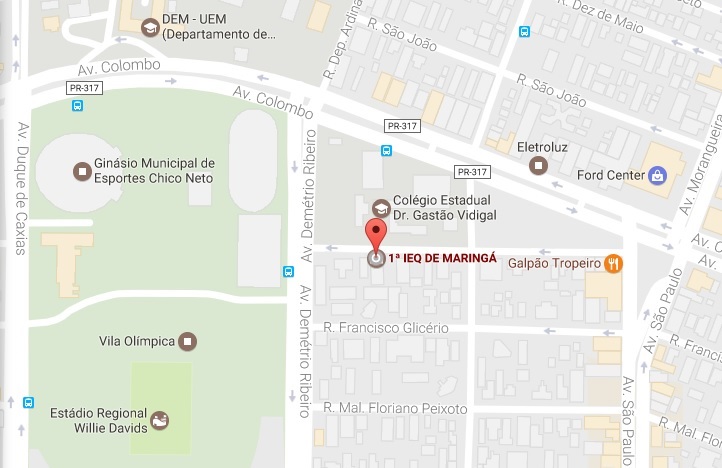 DEM - UEM
(Departamento de...
R. Dep. Ardina
R. São João
R. Dez de Maio
Av. Colombo
PR-317
Av. Colombo
R. São João
PR-317
Eletroluz
PR-317
Ford Center
Av. Morangueira
Av. Duque de Caxias
Ginásio Municipal de
Esportes Chico Neto
Av. Demétrio Ribeiro
Colégio Estadual
Dr. Gastão Vidigal
1ª IEQ DE MARINGÁ
Galpão Tropeiro
Av. São Paulo
Av. Demétrio Ribeiro
R. Francisco Glicério
R. Francis
Vila Olímpica
Estádio Regional
Willie Davids
R. Mal. Floriano Peixoto
Av. São Paulo
R. Mal. Flor